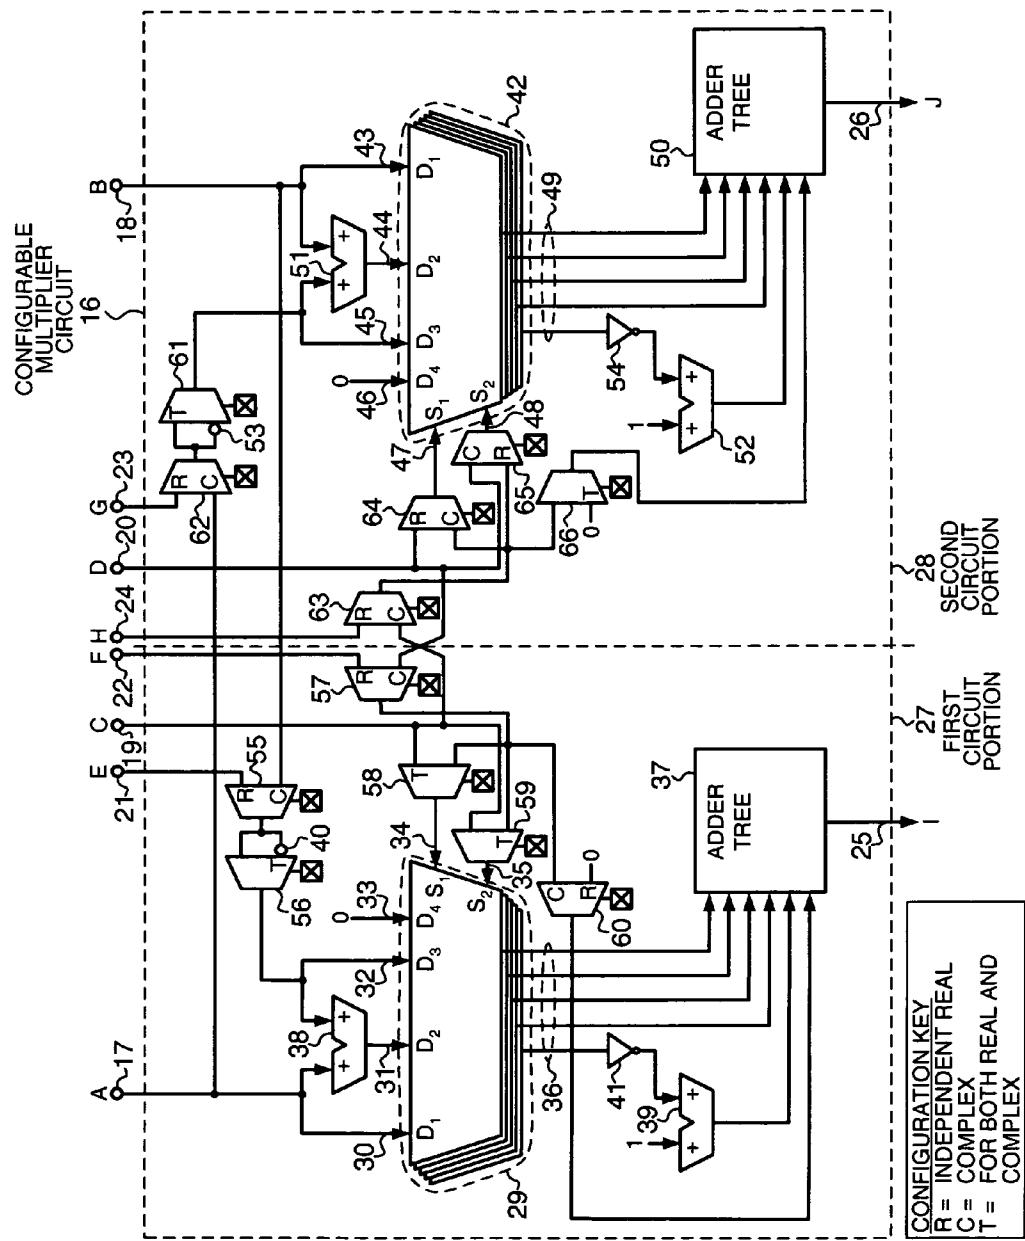 CONFIGURABLE
MULTIPLIER
CIRCUIT
16
A
17
E
21
C
19
F
22
H
24
D
20
G
23
B
18
R
55
C
40
T
56
R
62
C
53
T
61
+
38
+
31
+
51
+
44
R
57
C
R
63
C
T
58
34
59
T
35
R
64
C
47
C
R
65
48
30
32
0
33
D1
D2
D3
D4
S1
S2
29
36
0
46
45
43
D4
D3
D2
D1
S1
S2
42
49
C
R
0
60
66
T
0
41
1
+
39
+
54
1
+
+
52
37
ADDER
TREE
25
I
50
ADDER
TREE
26
J
27
FIRST
CIRCUIT
PORTION
28
SECOND
CIRCUIT
PORTION
CONFIGURATION KEY
R = INDEPENDENT REAL
C = COMPLEX
T = FOR BOTH REAL AND
COMPLEX